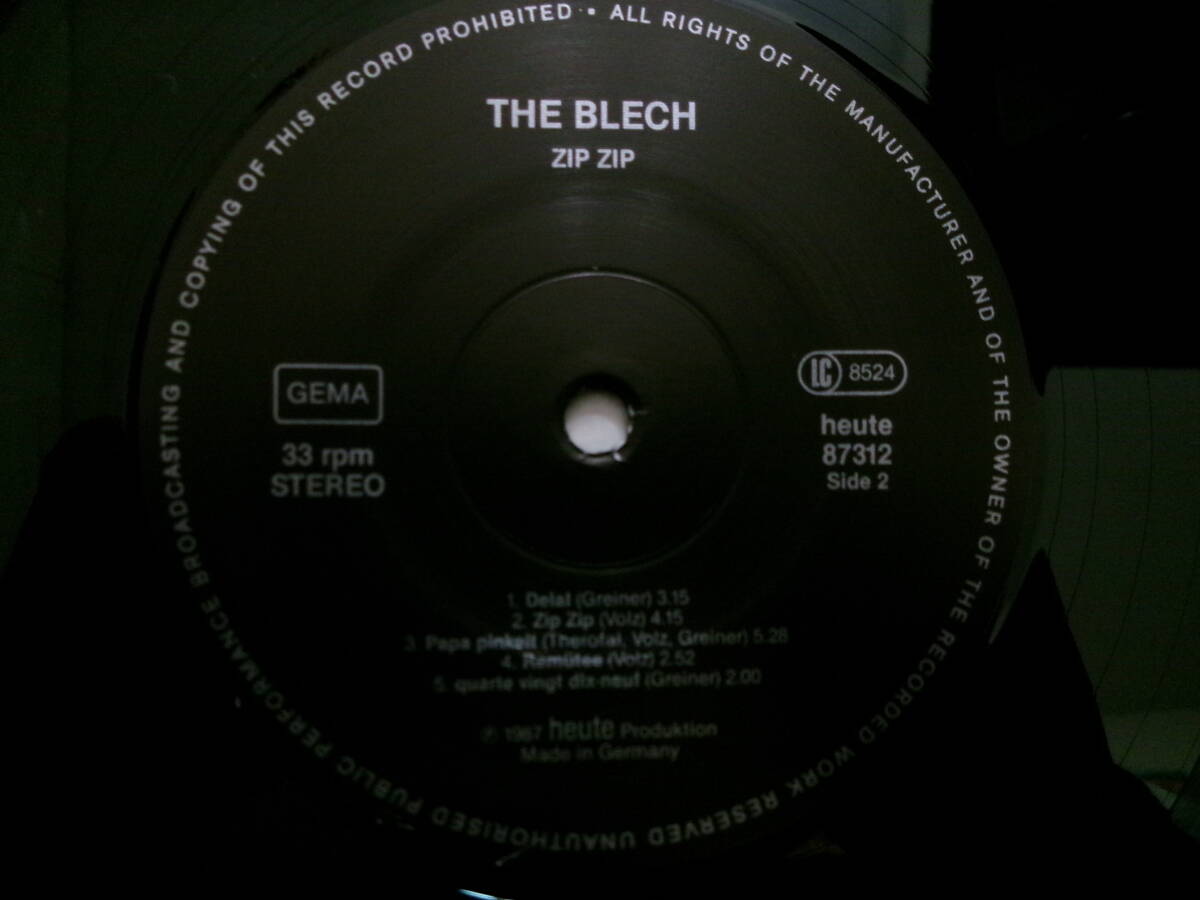 THE BLECH
ZIP ZIP
GEMA
33 rpm
STEREO
LC 8524
heute
87312
Side 2
1. Delal (Greiner) 3.15
2. Zip Zip (Volz) 4.15
3. Papa pinkelt (Therofal, Volz, Greiner) 5.28
4. (Volz) 2.52
5. quarte vingt dix neuf (Greiner) 2.00
℗ 1987 heute Produktion
Made in Germany
ALL RIGHTS OF THE MANUFACTURER AND OF THE OWNER OF THE RECORDED WORK RESERVED UNAUTHORISED PUBLIC PERFORMANCE BROADCASTING AND COPYING OF THIS RECORD PROHIBITED •